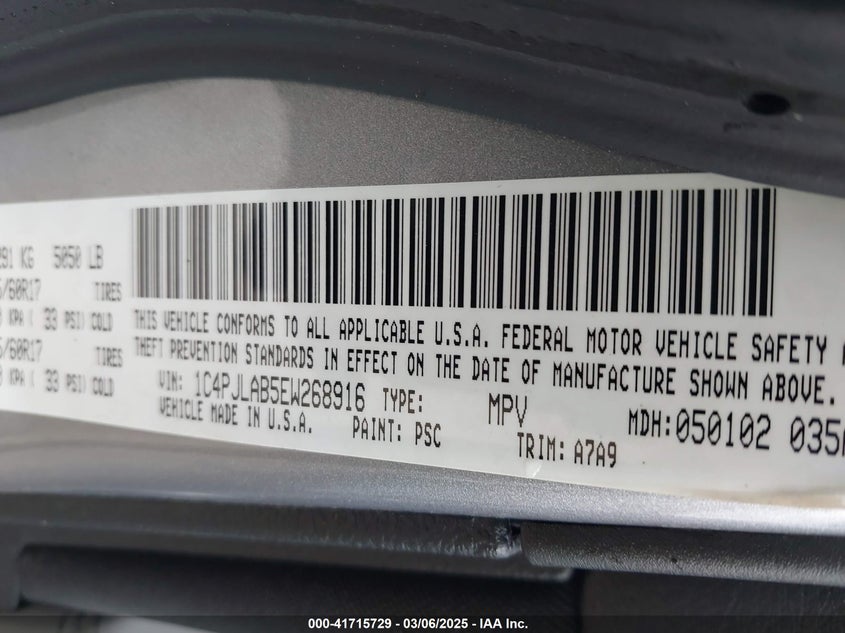 091 KG 5050 LB
5/60R17 TIRES
0 KPA ( 33 PSI) COLD
5/60R17 TIRES
0 KPA ( 33 PSI) COLD
THIS VEHICLE CONFORMS TO ALL APPLICABLE U.S.A. FEDERAL MOTOR VEHICLE SAFETY
THEFT PREVENTION STANDARDS IN EFFECT ON THE DATE OF MANUFACTURE SHOWN ABOVE.
VIN: 1C4PJLAB5EW268916 TYPE: MPV MDH: 050102 035
VEHICLE MADE IN U.S.A. PAINT: PSC TRIM: A7A9
000-41715729 - 03/06/2025 - IAA Inc.